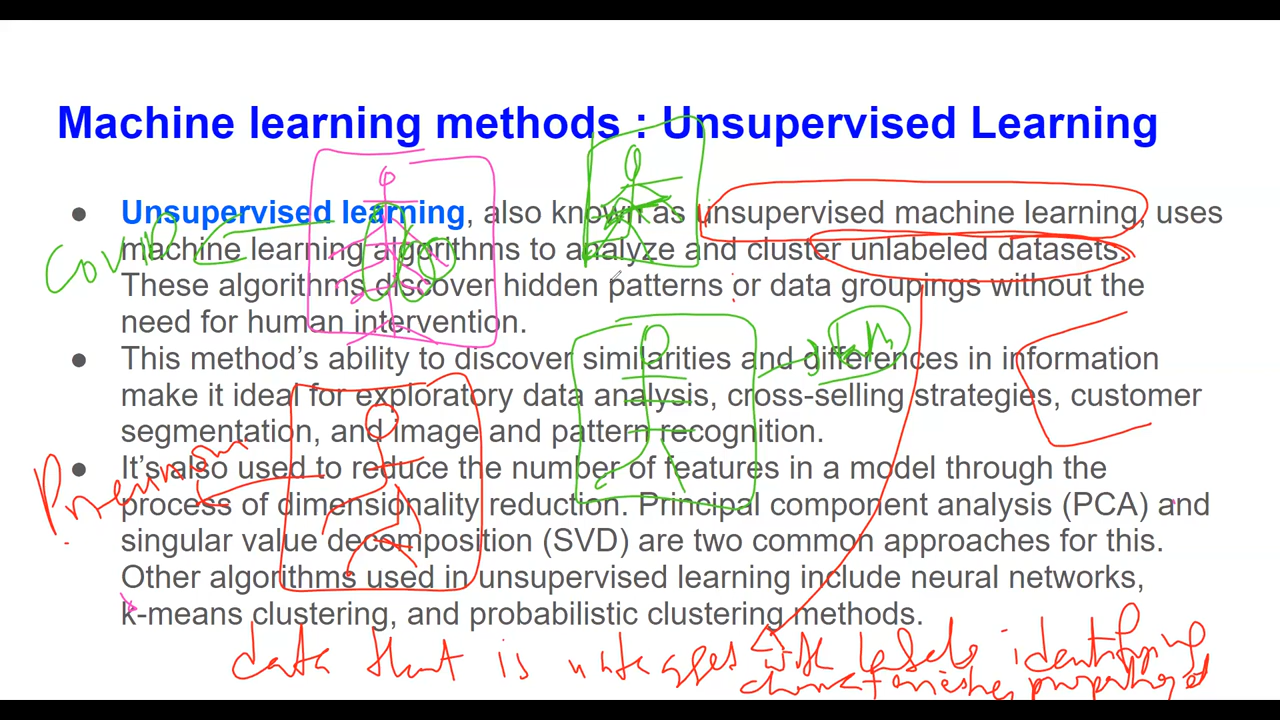 Machine learning methods : Unsupervised Learning
● Unsupervised learning, also known as unsupervised machine learning, uses
machine learning algorithms to analyze and cluster unlabeled datasets.
These algorithms discover hidden patterns or data groupings without the
need for human intervention.
● This method’s ability to discover similarities and differences in information
make it ideal for exploratory data analysis, cross-selling strategies, customer
segmentation, and image and pattern recognition.
● It’s also used to reduce the number of features in a model through the
process of dimensionality reduction. Principal component analysis (PCA) and
singular value decomposition (SVD) are two common approaches for this.
Other algorithms used in unsupervised learning include neural networks,
k-means clustering, and probabilistic clustering methods.
Covid
data that is with labels identifying